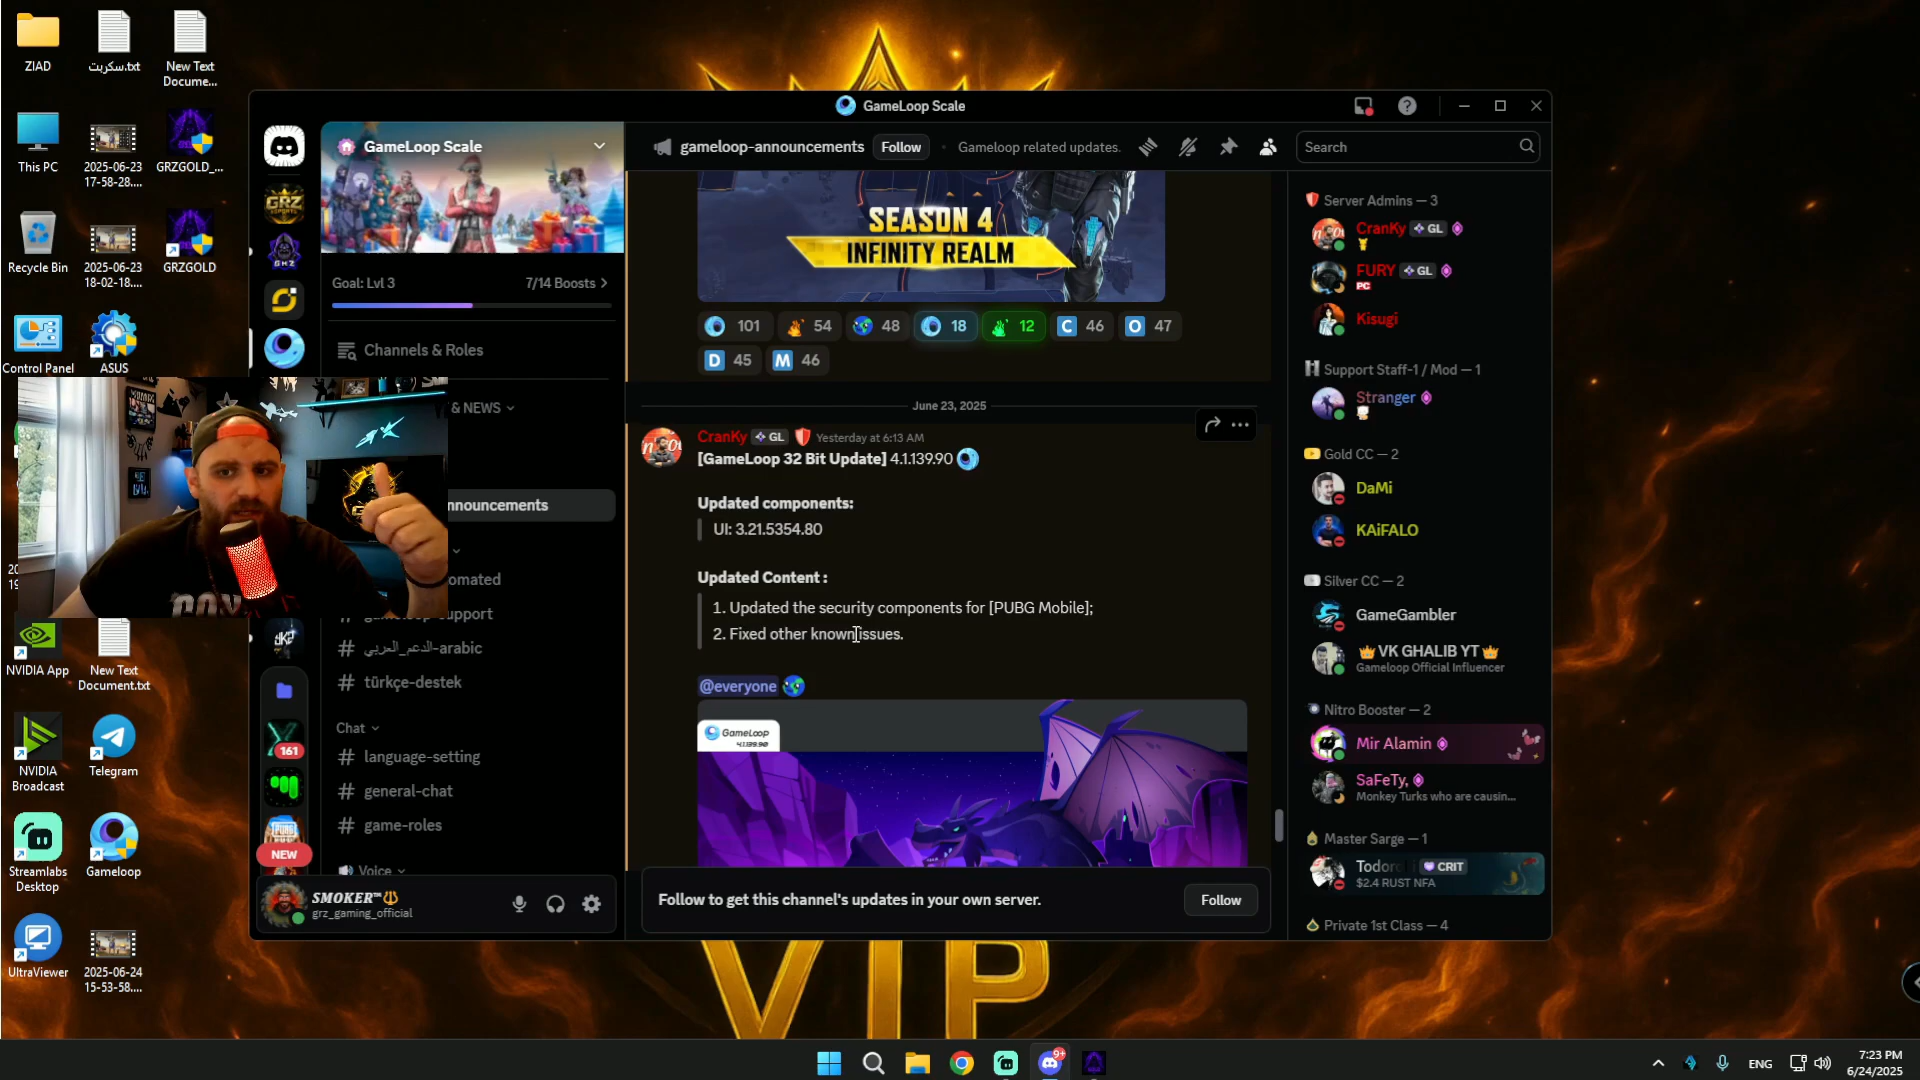 ZIAD
سكربت.txt
New Text
Docume...
This PC
2025-06-23
17-58-28....
GRZGOLD_...
Recycle Bin
2025-06-23
18-02-18....
GRZGOLD
Control Panel
ASUS
NVIDIA App
New Text
Document.txt
NVIDIA
Broadcast
Telegram
Streamlabs
Desktop
Gameloop
UltraViewer
2025-06-24
15-53-58....
GameLoop Scale
GRZ
161
NEW
GameLoop Scale
Goal: Lvl 3
7/14 Boosts
Channels & Roles
& NEWS
nnouncements
omated
gameloop-support
الدعم_العربي-arabic
türkçe-destek
Chat
language-setting
general-chat
game-roles
Voice
SMOKER™
grz_gaming_official
gameloop-announcements
Follow
Gameloop related updates.
Search
SEASON 4
INFINITY REALM
101
54
48
18
12
C 46
O 47
D 45
M 46
June 23, 2025
CranKy GL Yesterday at 6:13 AM
[GameLoop 32 Bit Update] 4.1.139.90
Updated components:
UI: 3.21.5354.80
Updated Content :
1. Updated the security components for [PUBG Mobile];
2. Fixed other known issues.
@everyone
GameLoop
4.1.139.90
Follow to get this channel's updates in your own server.
Follow
Server Admins — 3
CranKy GL
FURY GL
PC
Kisugi
Support Staff-1 / Mod — 1
Stranger
Gold CC — 2
DaMi
KAiFALO
Silver CC — 2
GameGambler
VK GHALIB YT
Gameloop Official Influencer
Nitro Booster — 2
Mir Alamin
SaFeTy,
Monkey Turks who are causin...
Master Sarge — 1
Todor CRIT
$2.4 RUST NFA
Private 1st Class — 4
VIP
9+
ENG
7:23 PM
6/24/2025